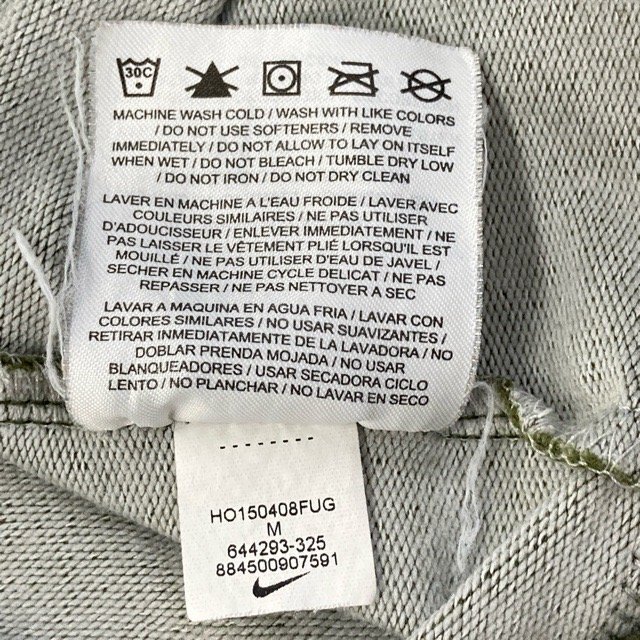 30C
MACHINE WASH COLD / WASH WITH LIKE COLORS
/ DO NOT USE SOFTENERS / REMOVE
IMMEDIATELY / DO NOT ALLOW TO LAY ON ITSELF
WHEN WET / DO NOT BLEACH / TUMBLE DRY LOW
/ DO NOT IRON / DO NOT DRY CLEAN
LAVER EN MACHINE A L'EAU FROIDE / LAVER AVEC
COULEURS SIMILAIRES / NE PAS UTILISER
D'ADOUCISSEUR / ENLEVER IMMEDIATEMENT / NE
PAS LAISSER LE VÊTEMENT PLIÉ LORSQU'IL EST
MOUILLÉ / NE PAS UTILISER D'EAU DE JAVEL /
SECHER EN MACHINE CYCLE DELICAT / NE PAS
REPASSER / NE PAS NETTOYER A SEC
LAVAR A MAQUINA EN AGUA FRIA / LAVAR CON
COLORES SIMILARES / NO USAR SUAVIZANTES /
RETIRAR INMEDIATAMENTE DE LA LAVADORA / NO
DOBLAR PRENDA MOJADA / NO USAR
BLANQUEADORES / USAR SECADORA CICLO
LENTO / NO PLANCHAR / NO LAVAR EN SECO
--------
HO150408FUG
M
644293-325
884500907591